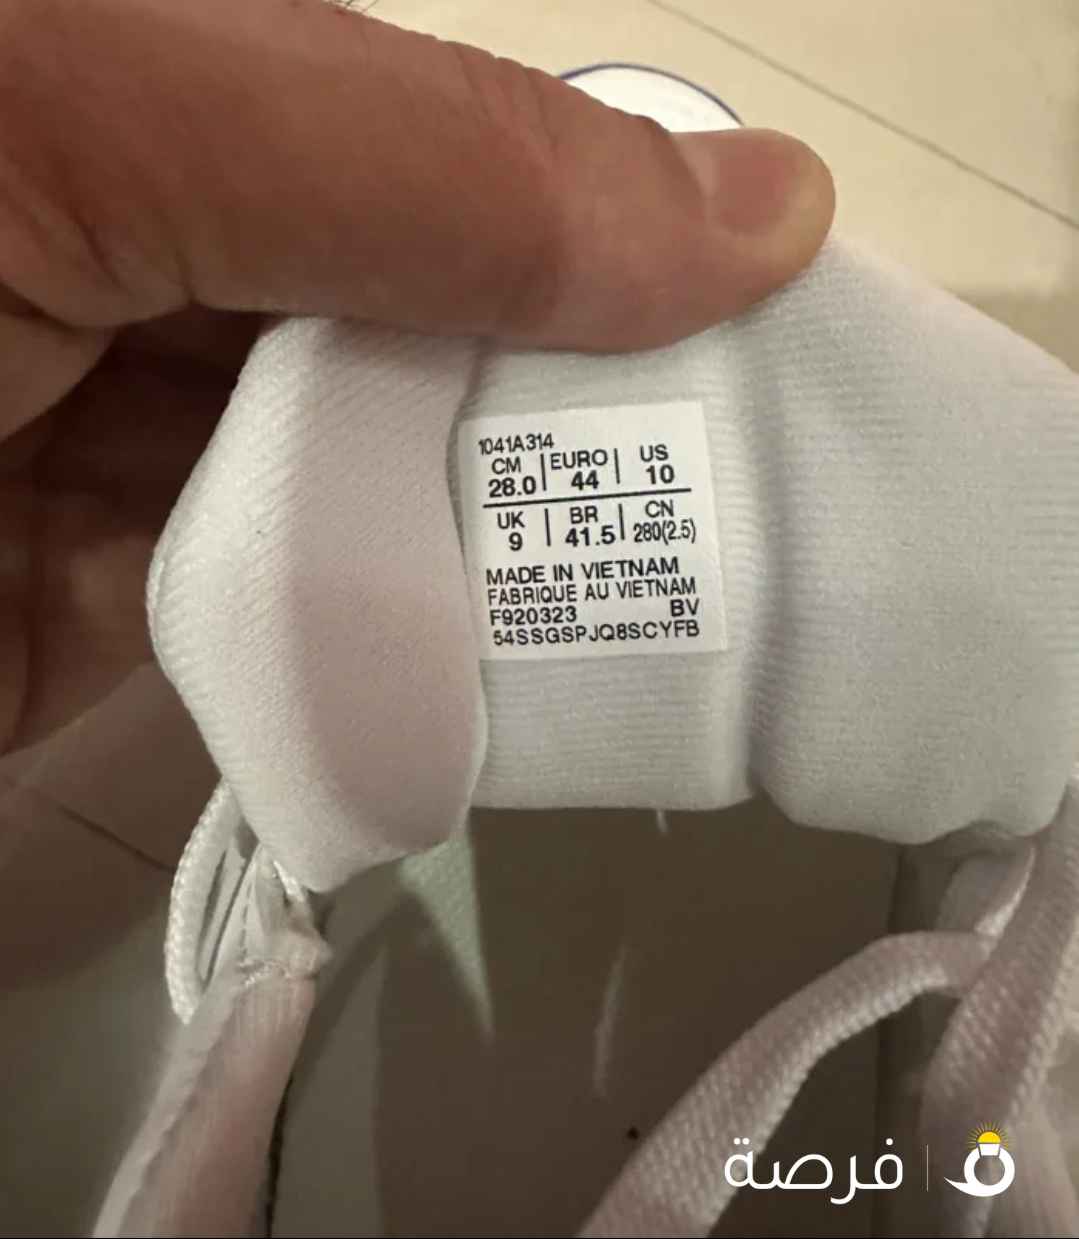 1041A314
CM | EURO | US
28.0 | 44 | 10
UK | BR | CN
9 | 41.5 | 280(2.5)
MADE IN VIETNAM
FABRIQUE AU VIETNAM
F920323 BV
54SSGSPJQ8SCYFB
فرصة